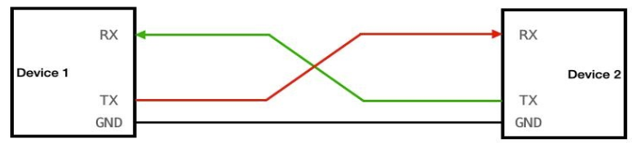 RX
Device 1
TX
GND
RX
Device 2
TX
GND